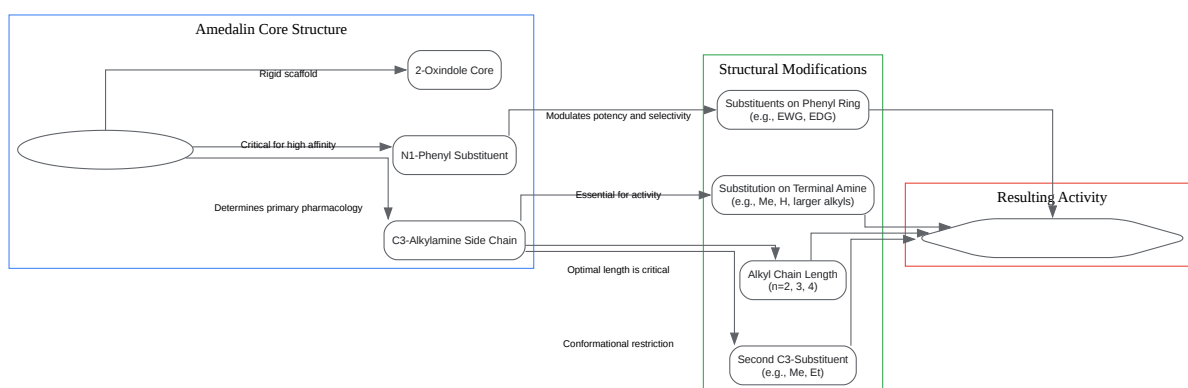 Amedalin Core Structure
Rigid scaffold
2-Oxindole Core
Critical for high affinity
N1-Phenyl Substituent
Determines primary pharmacology
C3-Alkylamine Side Chain
Modulates potency and selectivity
Essential for activity
Optimal length is critical
Conformational restriction
Structural Modifications
Substituents on Phenyl Ring
(e.g., EWG, EDG)
Substitution on Terminal Amine
(e.g., Me, H, larger alkyls)
Alkyl Chain Length
(n=2, 3, 4)
Second C3-Substituent
(e.g., Me, Et)
Resulting Activity